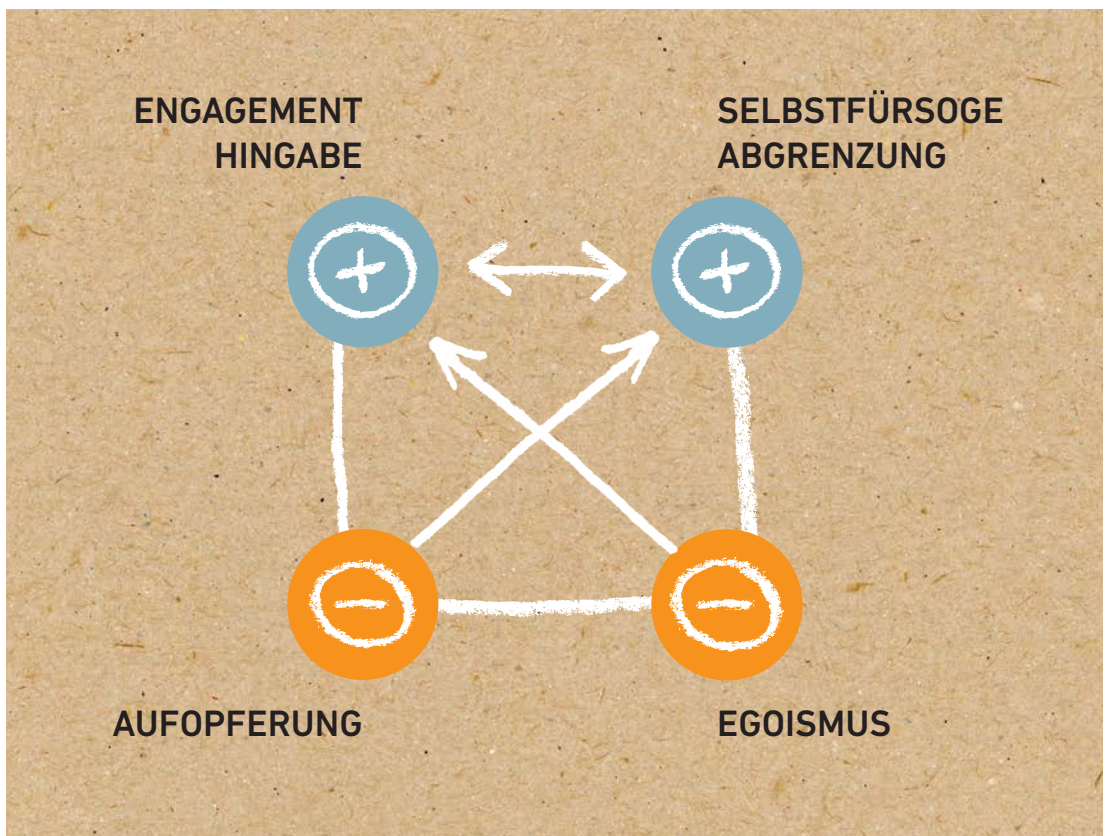 ENGAGEMENT
HINGABE
SELBSTFÜRSOGE
ABGRENZUNG
AUFOPFERUNG
EGOISMUS